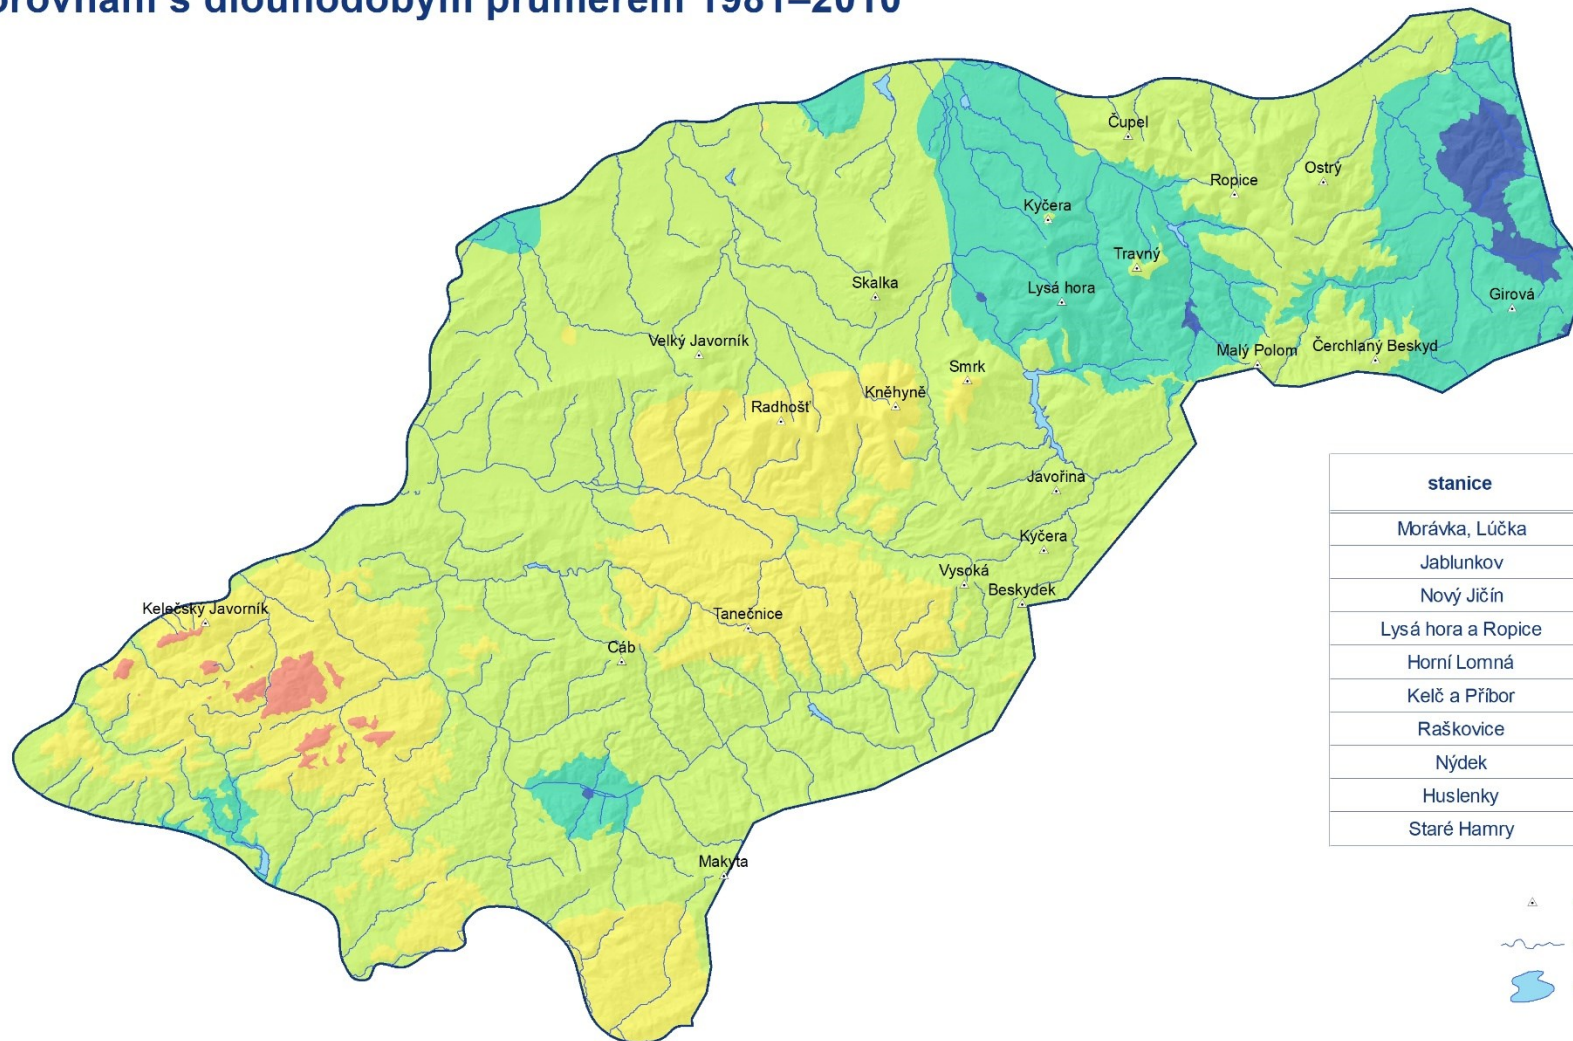 orovnání s dlouhodobým průměrem 1981–2010
Čupel
Ropice
Ostrý
Kyčera
Travný
Skalka
Lysá hora
Girová
Velký Javorník
Malý Polom
Čerchlaný Beskyd
Smrk
Kněhyně
Radhošť
Javořina
Kyčera
Vysoká
Beskydek
Kelečský Javorník
Tanečnice
Cáb
Makyta
stanice
Morávka, Lúčka
Jablunkov
Nový Jičín
Lysá hora a Ropice
Horní Lomná
Kelč a Příbor
Raškovice
Nýdek
Huslenky
Staré Hamry